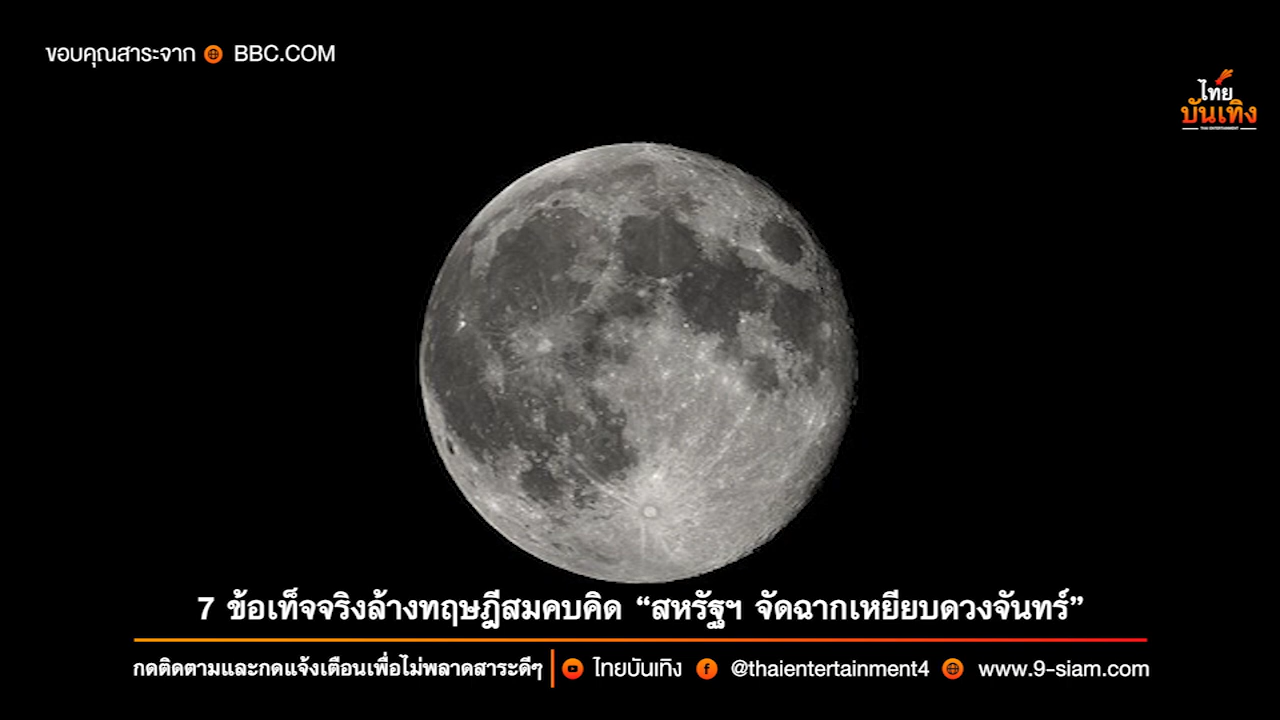 ขอบคุณสาระจาก BBC.COM
ไทย
บันเทิง
THAI ENTERTAINMENT
7 ข้อเท็จจริงล้างทฤษฎีสมคบคิด “สหรัฐฯ จัดฉากเหยียบดวงจันทร์”
กดติดตามและกดแจ้งเตือนเพื่อไม่พลาดสาระดีๆ ไทยบันเทิง @thaientertainment4 www.9-siam.com